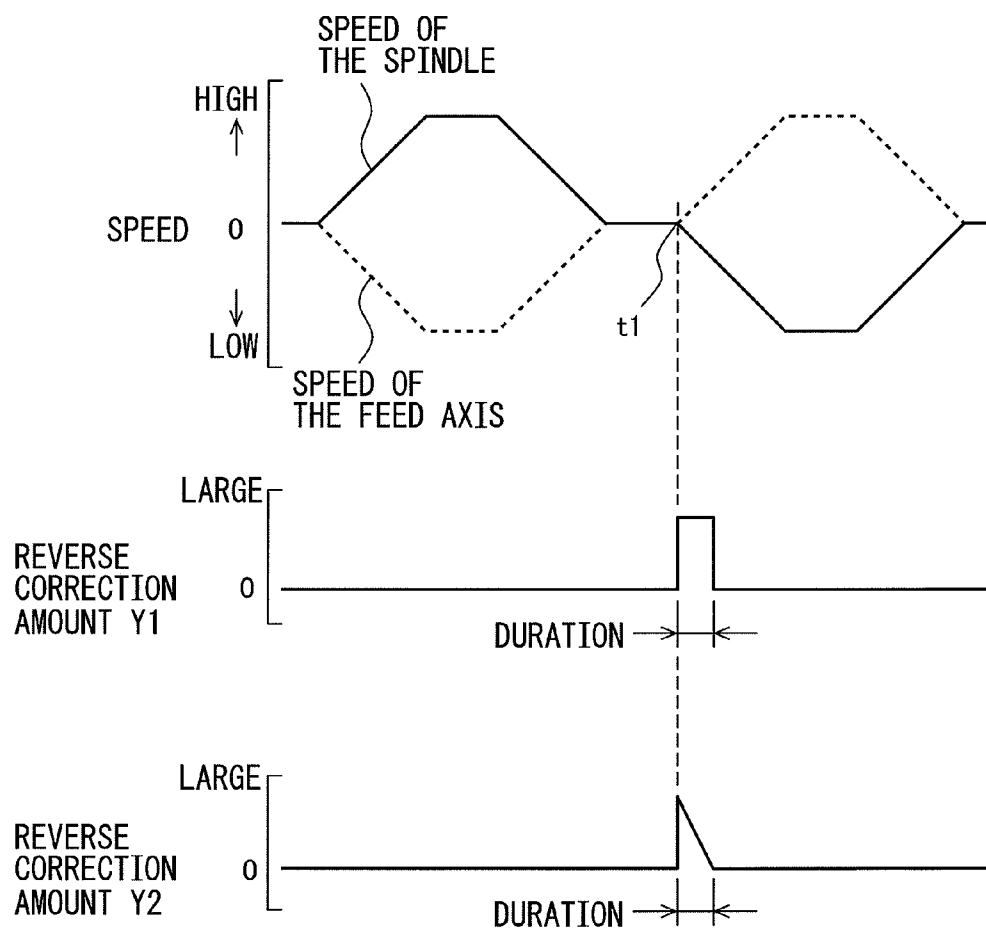 SPEED OF
THE SPINDLE
HIGH
SPEED 0
LOW
t1
SPEED OF
THE FEED AXIS
LARGE
REVERSE
CORRECTION
AMOUNT Y1
0
DURATION
LARGE
REVERSE
CORRECTION
AMOUNT Y2
0
DURATION